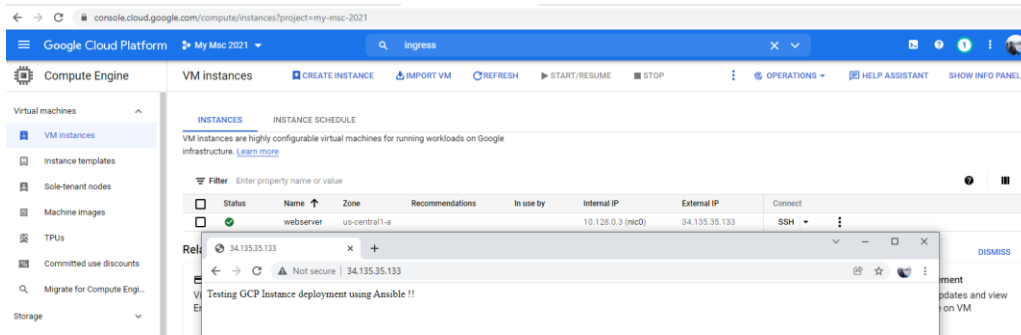 console.cloud.google.com/compute/instances?project=my-msc-2021
Google Cloud Platform My Msc 2021 ingress 1
Compute Engine VM instances CREATE INSTANCE IMPORT VM REFRESH START/RESUME STOP OPERATIONS HELP ASSISTANT SHOW INFO PANEL
Virtual machines
VM instances
Instance templates
Sole-tenant nodes
Machine images
TPUs
Committed use discounts
Migrate for Compute Engi...
Storage
INSTANCES INSTANCE SCHEDULE
VM instances are highly configurable virtual machines for running workloads on Google
infrastructure. Learn more
Filter Enter property name or value
Status Name Zone Recommendations In use by Internal IP External IP Connect
webserver us-central1-a 10.128.0.3 (nic0) 34.135.35.133 SSH
DISMISS
34.135.35.133
Not secure 34.135.35.133
Testing GCP Instance deployment using Ansible !!
and view
on VM